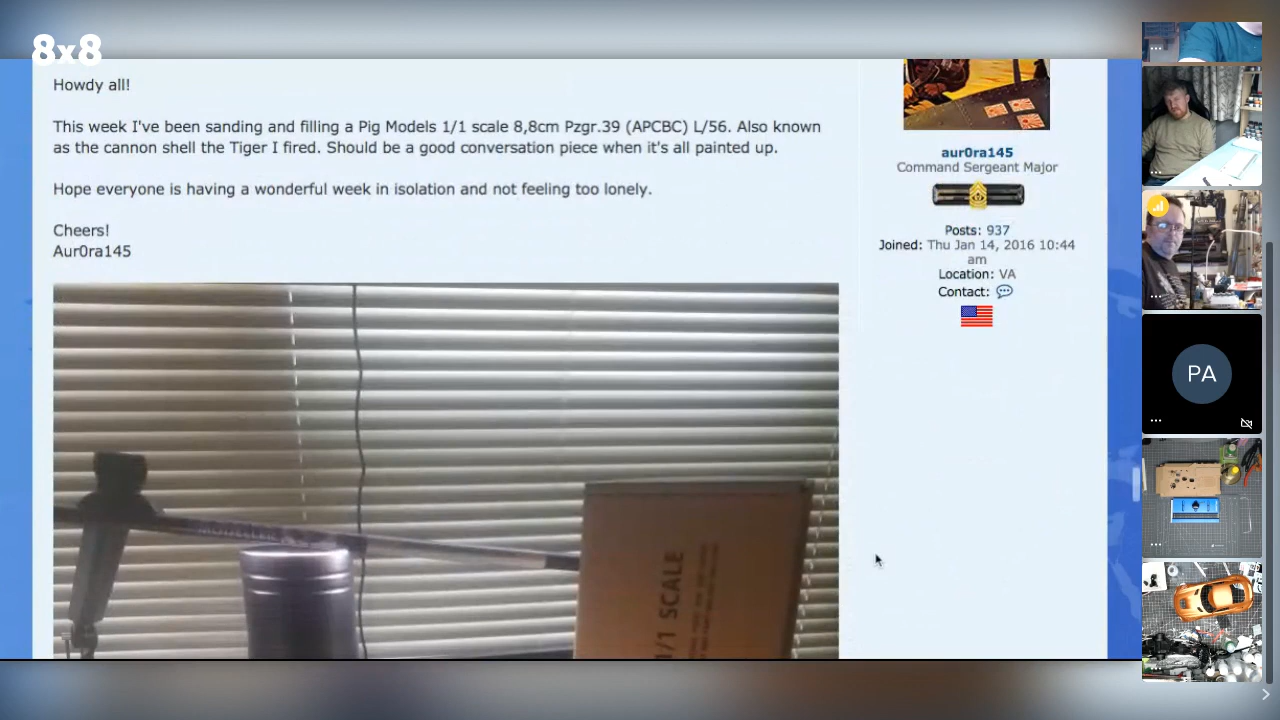 8x8
Howdy all!
This week I've been sanding and filling a Pig Models 1/1 scale 8,8cm Pzgr.39 (APCBC) L/56. Also known
as the cannon shell the Tiger I fired. Should be a good conversation piece when it's all painted up.
Hope everyone is having a wonderful week in isolation and not feeling too lonely.
Cheers!
Aur0ra145
aur0ra145
Command Sergeant Major
Posts: 937
Joined: Thu Jan 14, 2016 10:44
am
Location: VA
Contact:
MODELER
1/1 SCALE
PA